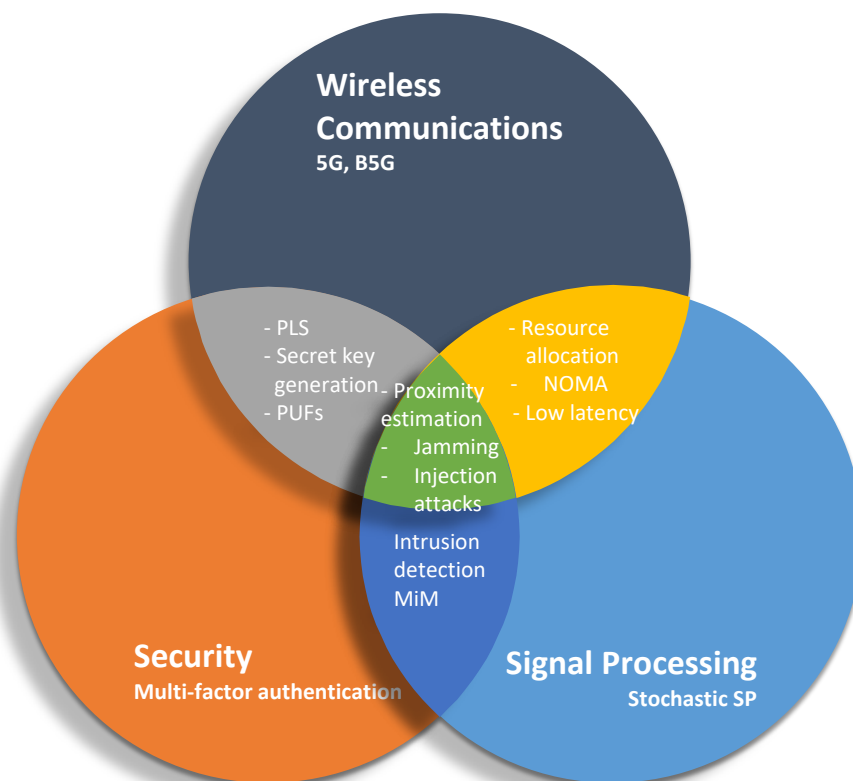 Wireless
Communications
5G, B5G
- PLS
- Secret key
generation
- PUFs
- Resource
allocation
- NOMA
- Low latency
- Proximity
estimation
- Jamming
- Injection
attacks
Intrusion
detection
MiM
Security
Multi-factor authentication
Signal Processing
Stochastic SP